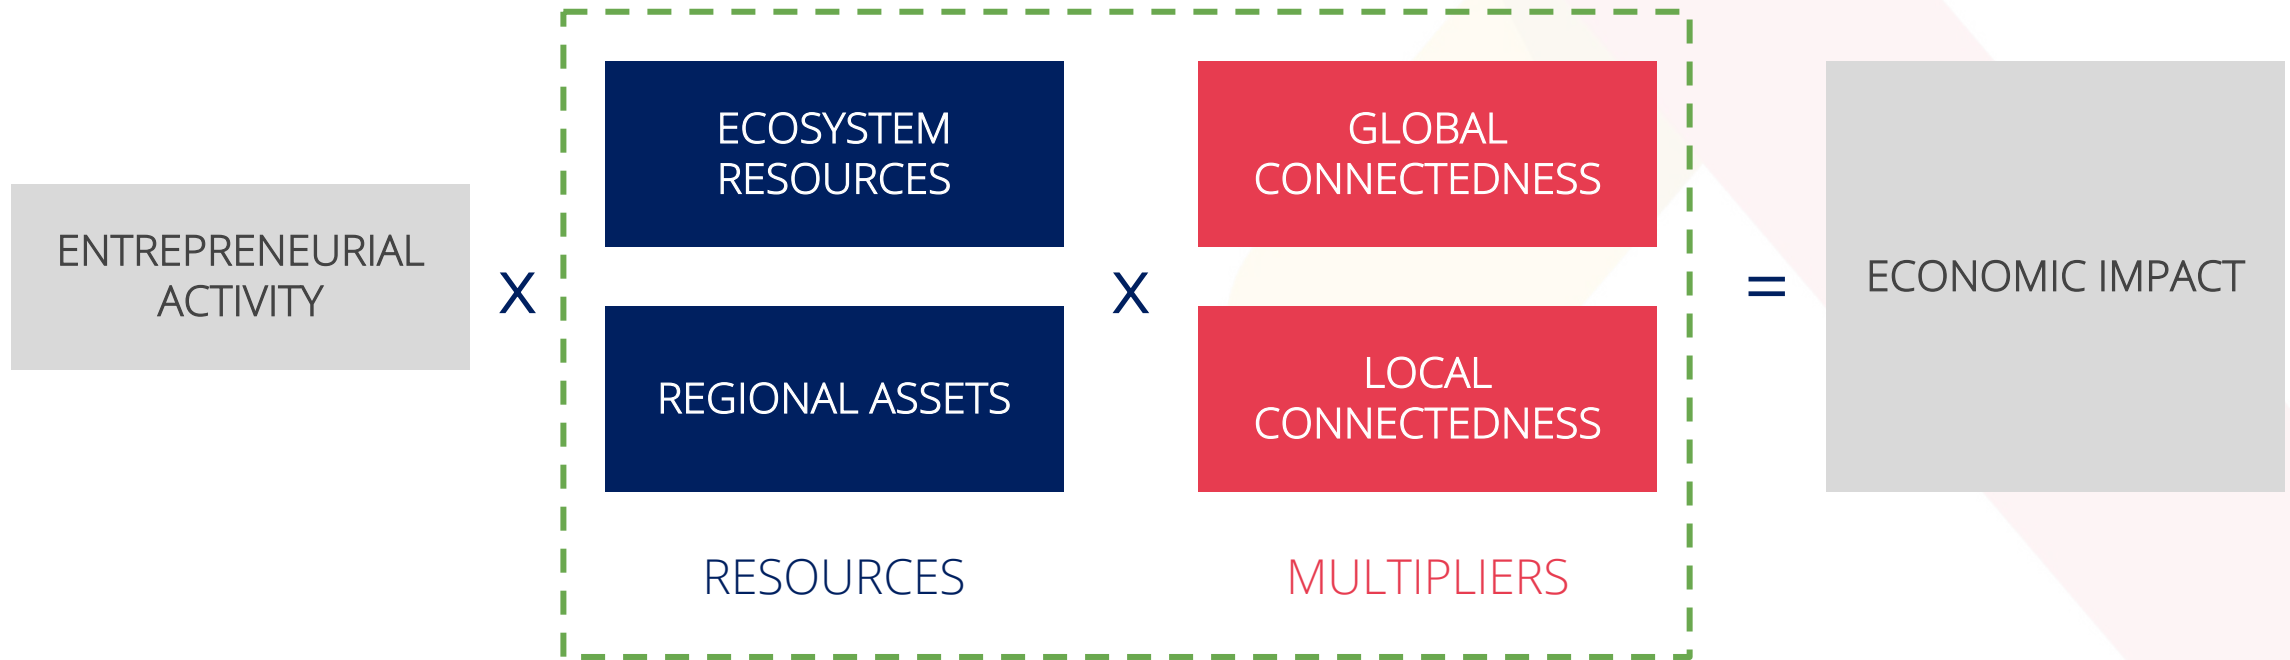 ENTREPRENEURIAL
ACTIVITY
X
ECOSYSTEM
RESOURCES
REGIONAL ASSETS
RESOURCES
X
GLOBAL
CONNECTEDNESS
LOCAL
CONNECTEDNESS
MULTIPLIERS
=
ECONOMIC IMPACT